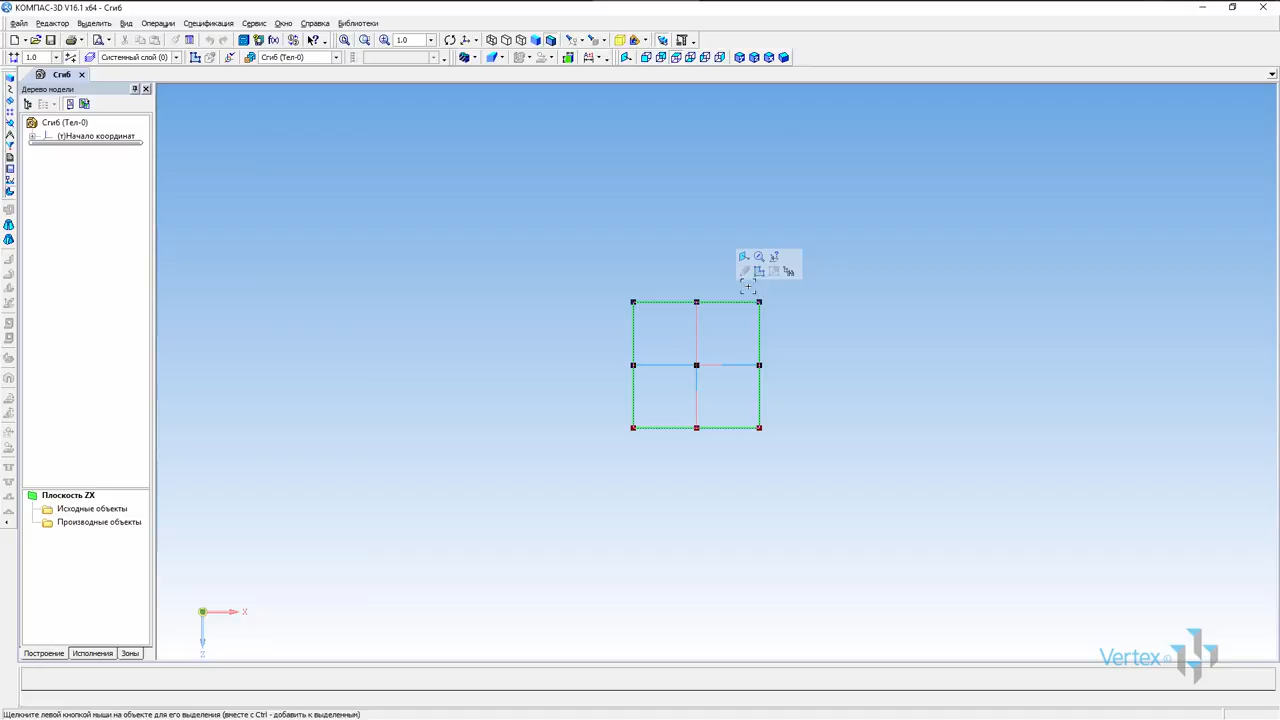 КОМПАС-3D V16.1 x64 - Сгиб
Файл Редактор Выделить Вид Операции Спецификация Сервис Окно Справка Библиотеки
1.0
1.0 Системный слой (0) Сгиб (Тел-0)
Сгиб
Дерево модели
Сгиб (Тел-0)
(т)Начало координат
Плоскость ZX
Исходные объекты
Производные объекты
X
Z
Построение Исполнения Зоны
Vertex
Щелкните левой кнопкой мыши на объекте для его выделения (вместе с Ctrl - добавить к выделенным)